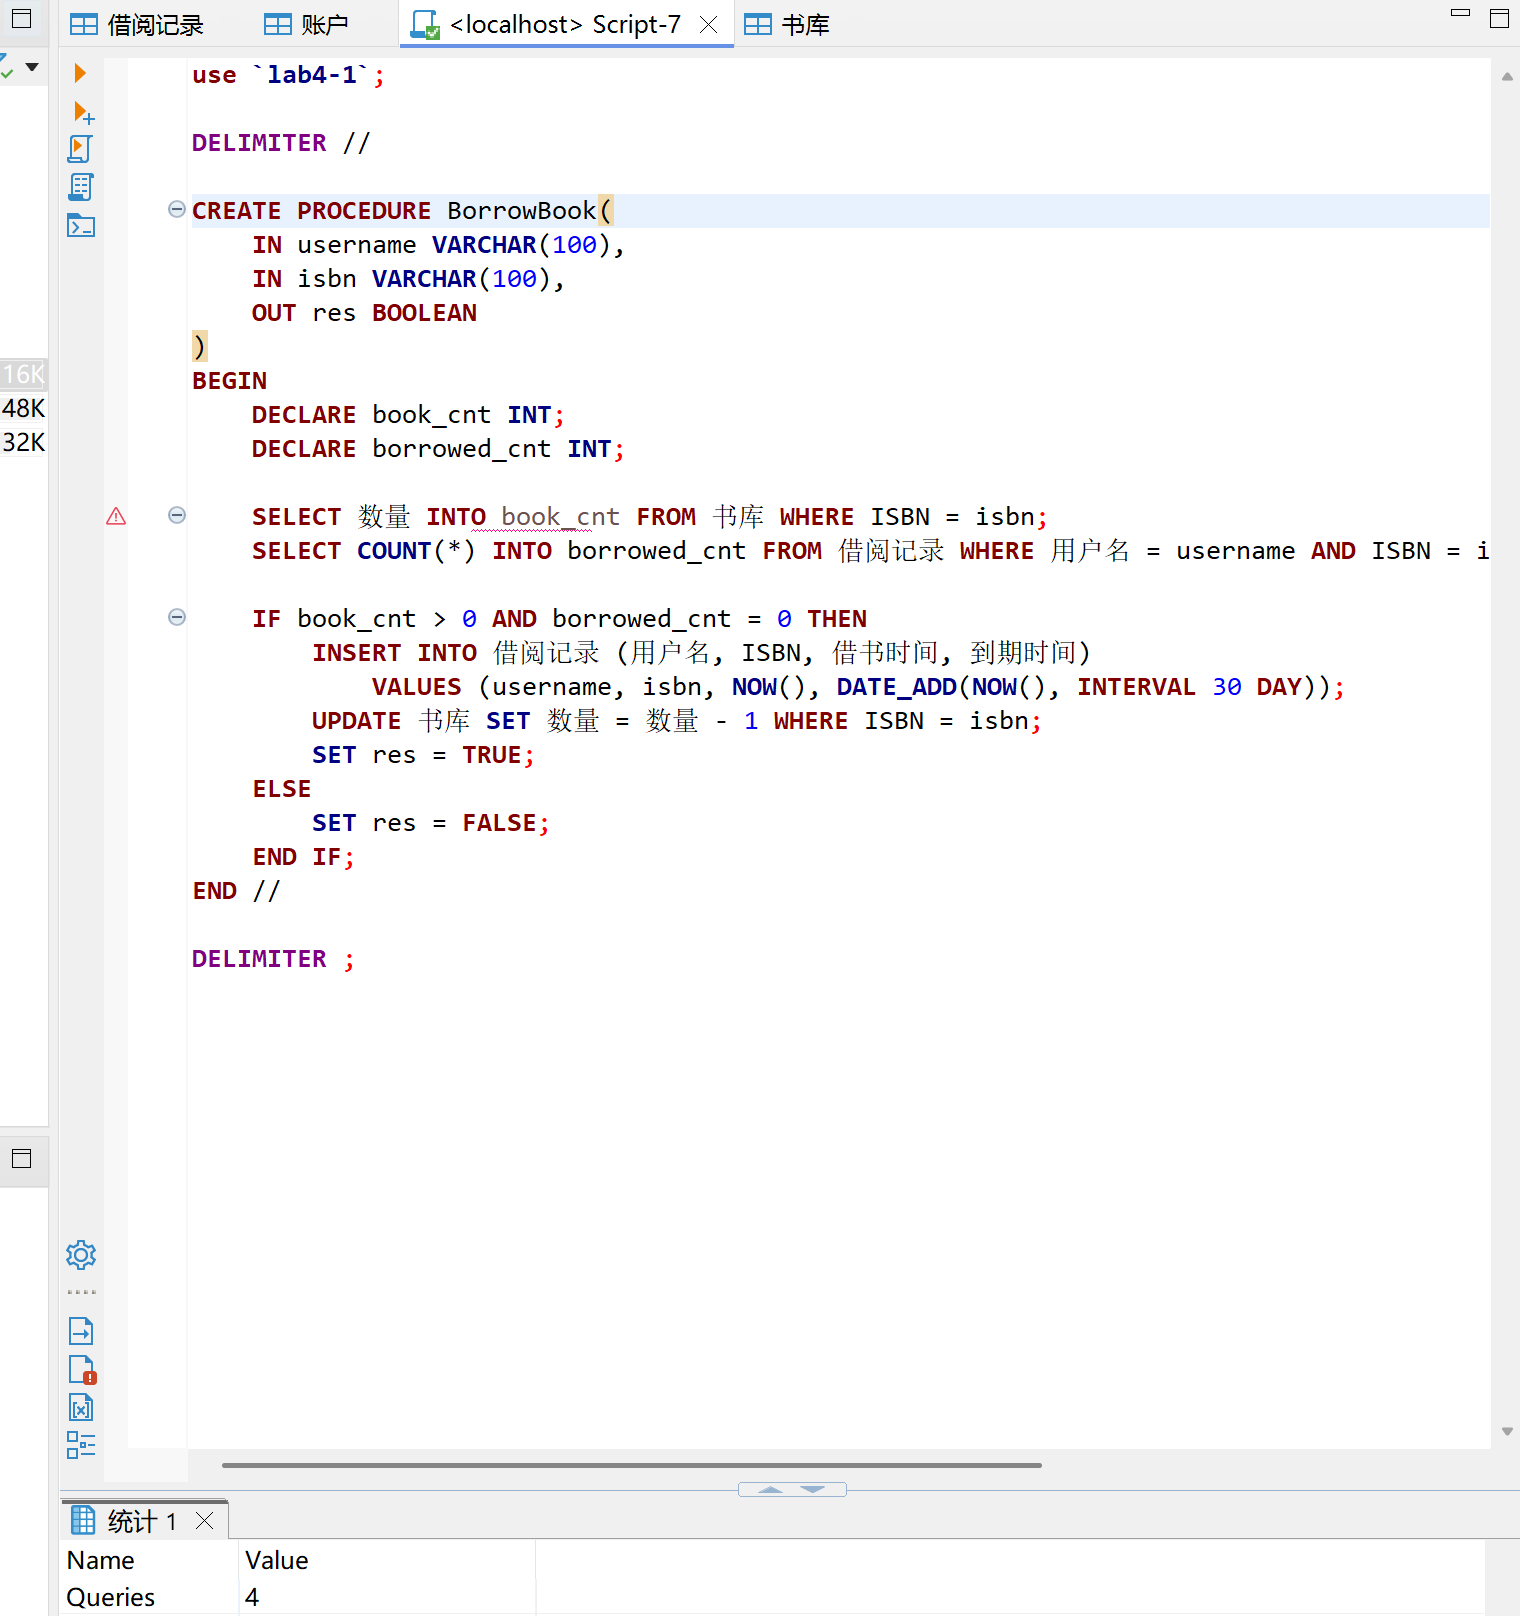 借阅记录 账户 <localhost> Script-7 书库
use `lab4-1`;
DELIMITER //
CREATE PROCEDURE BorrowBook(
IN username VARCHAR(100),
IN isbn VARCHAR(100),
OUT res BOOLEAN
)
BEGIN
DECLARE book_cnt INT;
DECLARE borrowed_cnt INT;
SELECT 数量 INTO book_cnt FROM 书库 WHERE ISBN = isbn;
SELECT COUNT(*) INTO borrowed_cnt FROM 借阅记录 WHERE 用户名 = username AND ISBN = i
IF book_cnt > 0 AND borrowed_cnt = 0 THEN
INSERT INTO 借阅记录 (用户名, ISBN, 借书时间, 到期时间)
VALUES (username, isbn, NOW(), DATE_ADD(NOW(), INTERVAL 30 DAY));
UPDATE 书库 SET 数量 = 数量 - 1 WHERE ISBN = isbn;
SET res = TRUE;
ELSE
SET res = FALSE;
END IF;
END //
DELIMITER ;
16K
48K
32K
统计 1
Name Value
Queries 4